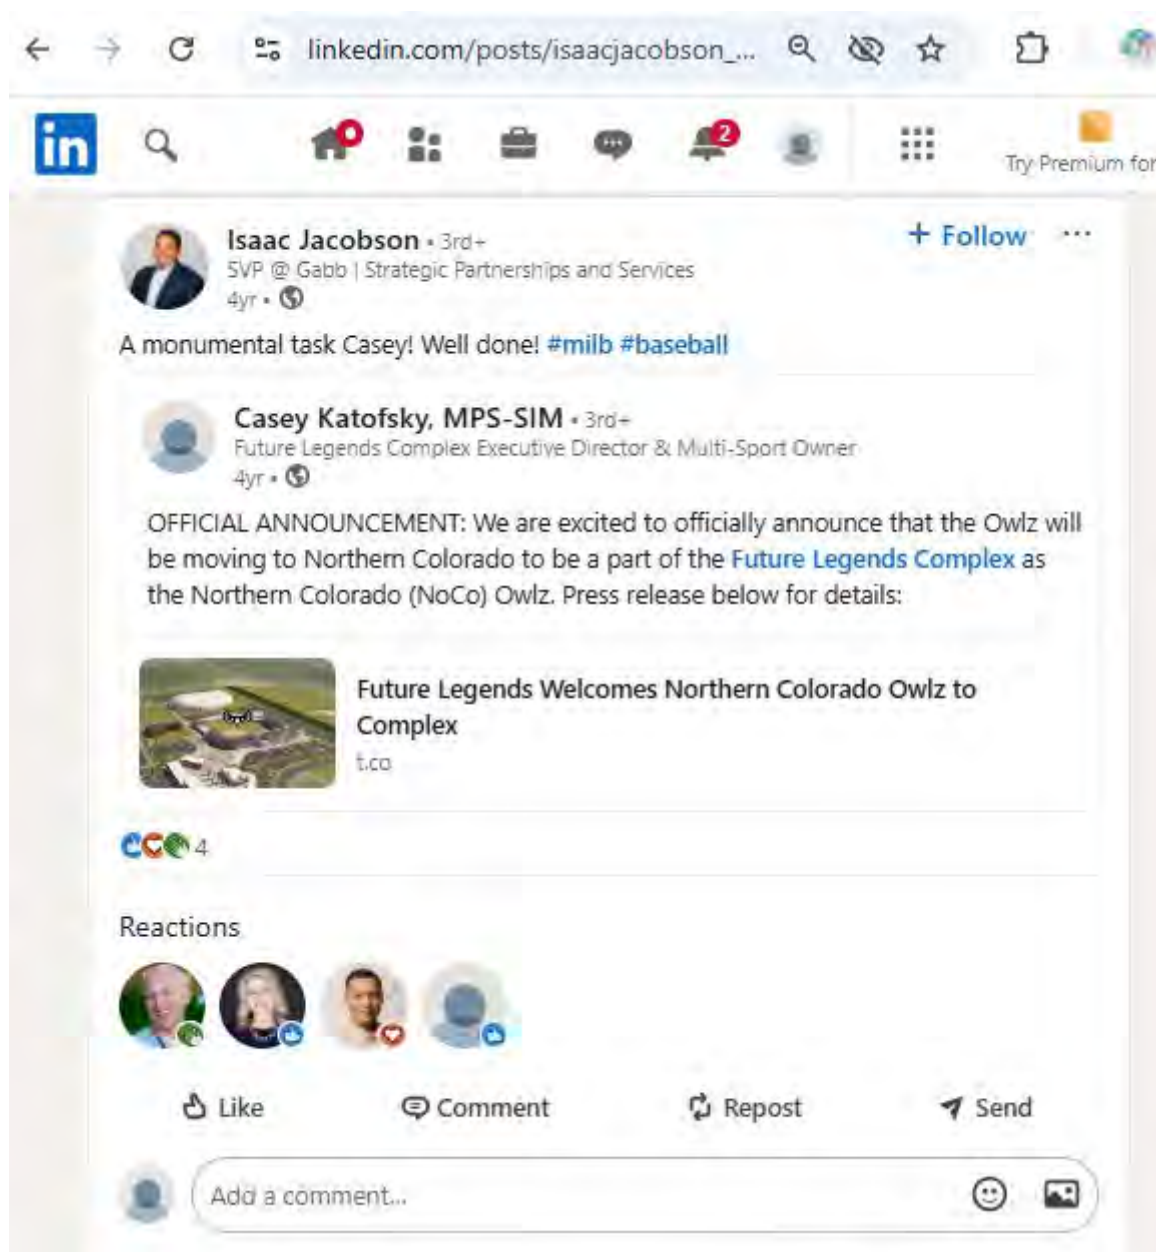 linkedin.com/posts/isaacjacobson_...
in
2
Try Premium for
Isaac Jacobson • 3rd+
+ Follow ...
SVP @ Gabb | Strategic Partnerships and Services
4yr •
A monumental task Casey! Well done! #milb #baseball
Casey Katofsky, MPS-SIM • 3rd+
Future Legends Complex Executive Director & Multi-Sport Owner
4yr •
OFFICIAL ANNOUNCEMENT: We are excited to officially announce that the Owlz will
be moving to Northern Colorado to be a part of the Future Legends Complex as
the Northern Colorado (NoCo) Owlz. Press release below for details:
Future Legends Welcomes Northern Colorado Owlz to
Complex
t.co
4
Reactions
Like
Comment
Repost
Send
Add a comment...